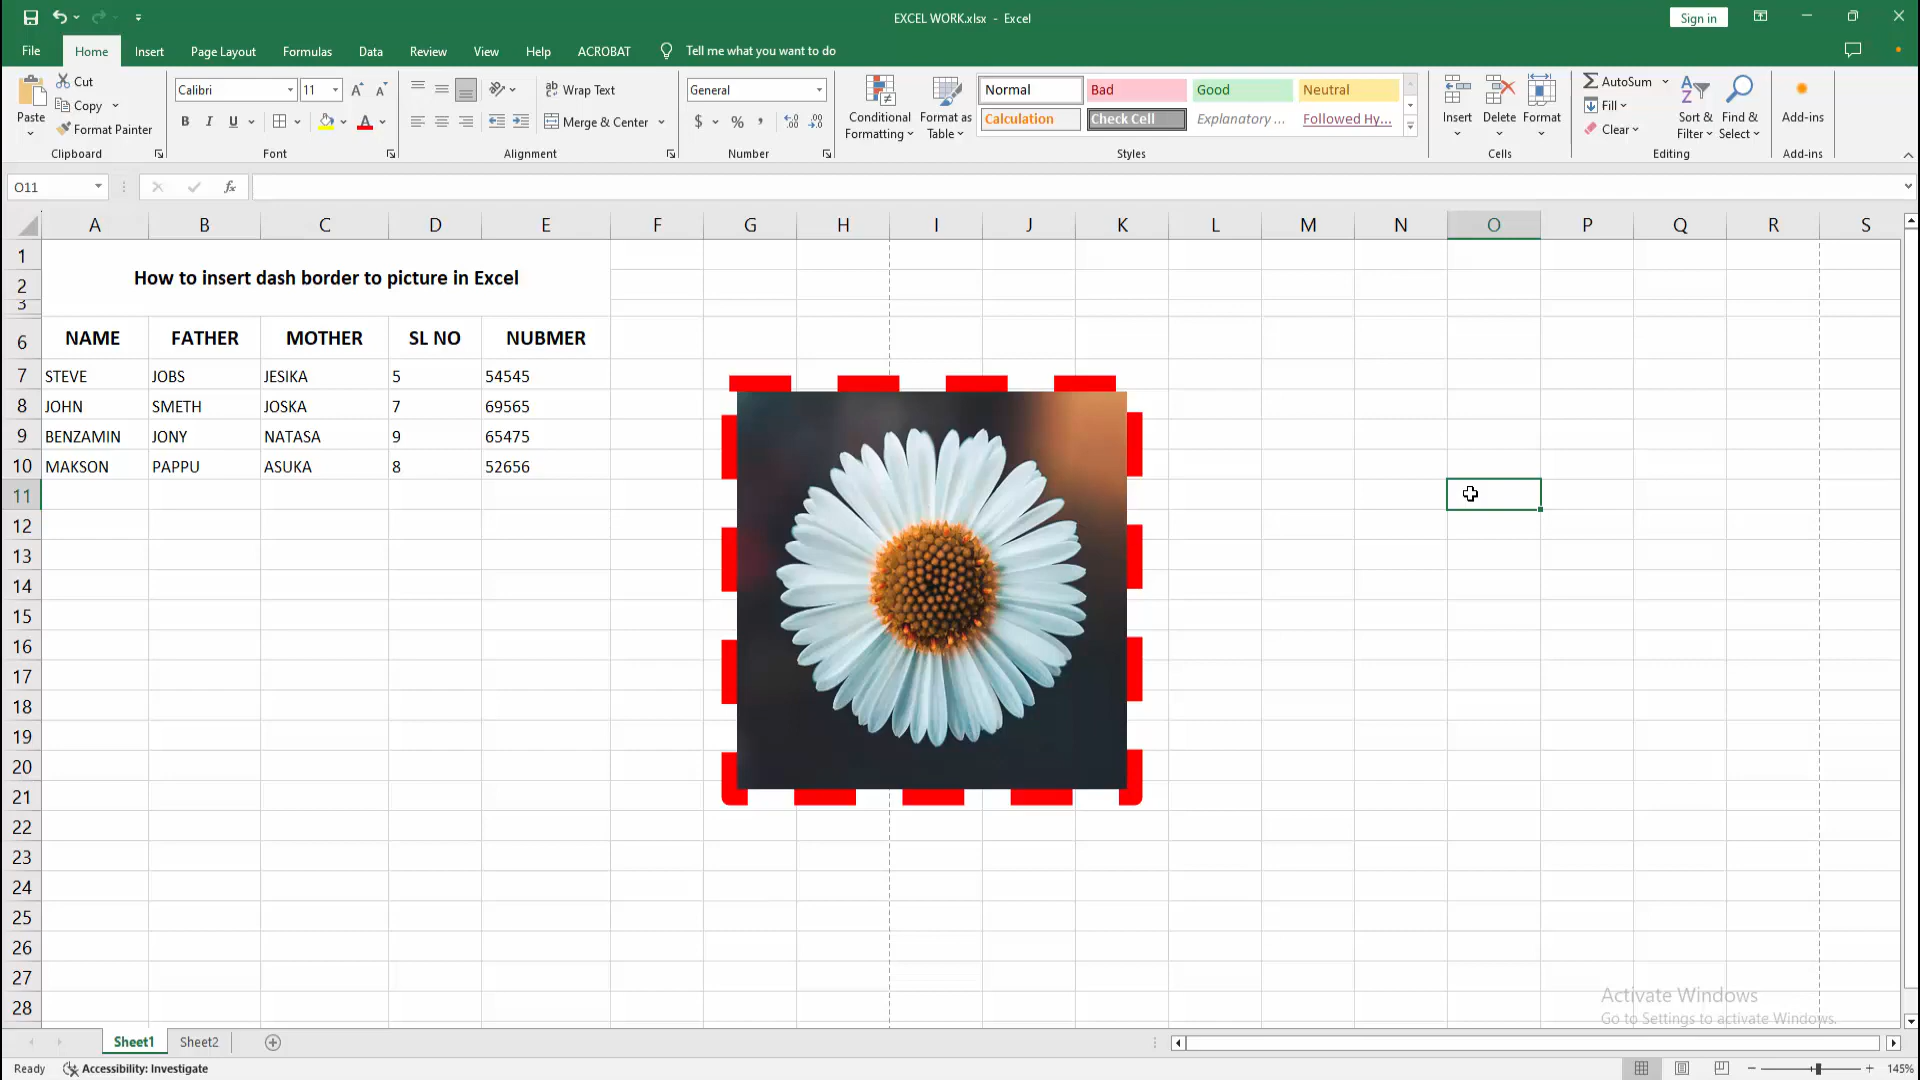 EXCEL WORK.xlsx - Excel
Sign in
File Home Insert Page Layout Formulas Data Review View Help ACROBAT Tell me what you want to do
Paste
Cut
Copy
Format Painter
Clipboard
Calibri 11
B I U
Font
Wrap Text
Merge & Center
Alignment
General
$ % ,
Number
Conditional Formatting
Format as Table
Normal Bad Good Neutral
Calculation Check Cell Explanatory ... Followed Hy...
Styles
Insert Delete Format
Cells
AutoSum
Fill
Clear
Sort & Filter
Find & Select
Editing
Add-ins
Add-ins
O11 fx
A B C D E F G H I J K L M N O P Q R S
1
2 How to insert dash border to picture in Excel
3
6 NAME FATHER MOTHER SL NO NUBMER
7 STEVE JOBS JESIKA 5 54545
8 JOHN SMETH JOSKA 7 69565
9 BENZAMIN JONY NATASA 9 65475
10 MAKSON PAPPU ASUKA 8 52656
11
12
13
14
15
16
17
18
19
20
21
22
23
24
25
26
27
28
Activate Windows
Go to Settings to activate Windows.
Sheet1 Sheet2
Ready Accessibility: Investigate 145%